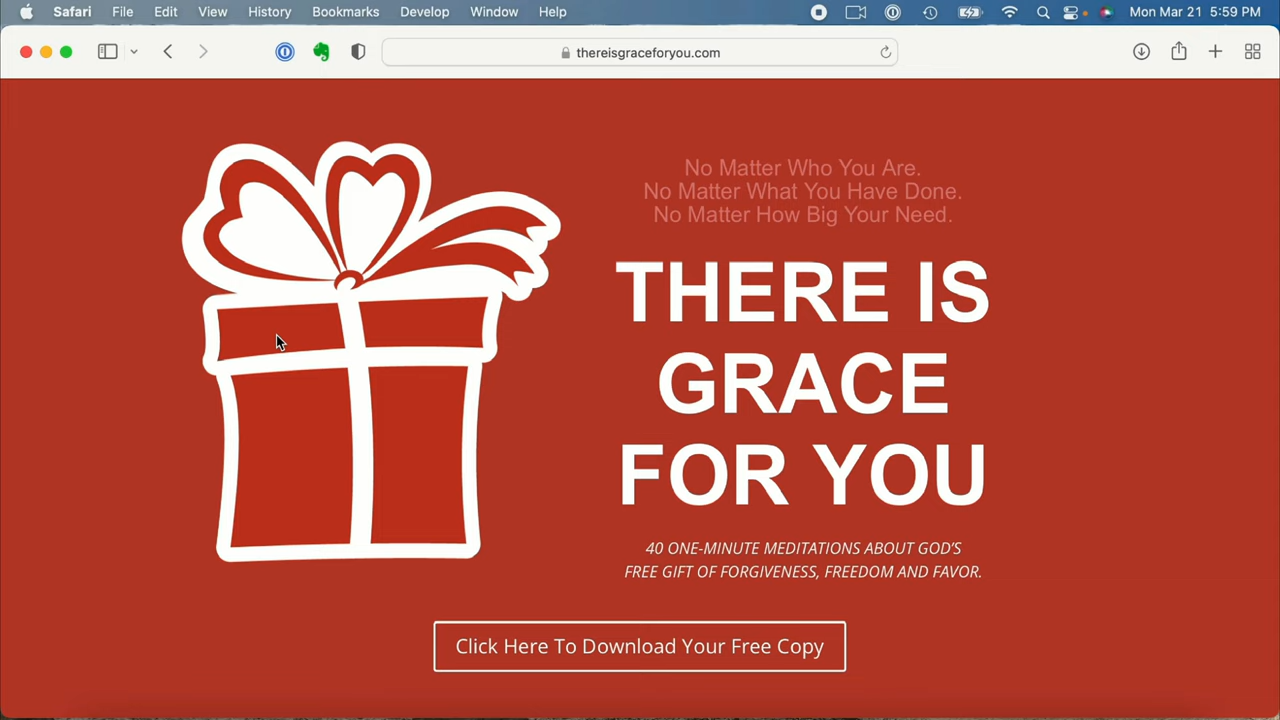 Safari File Edit View History Bookmarks Develop Window Help Mon Mar 21 5:59 PM
thereisgraceforyou.com
No Matter Who You Are.
No Matter What You Have Done.
No Matter How Big Your Need.
THERE IS
GRACE
FOR YOU
40 ONE-MINUTE MEDITATIONS ABOUT GOD'S
FREE GIFT OF FORGIVENESS, FREEDOM AND FAVOR.
Click Here To Download Your Free Copy